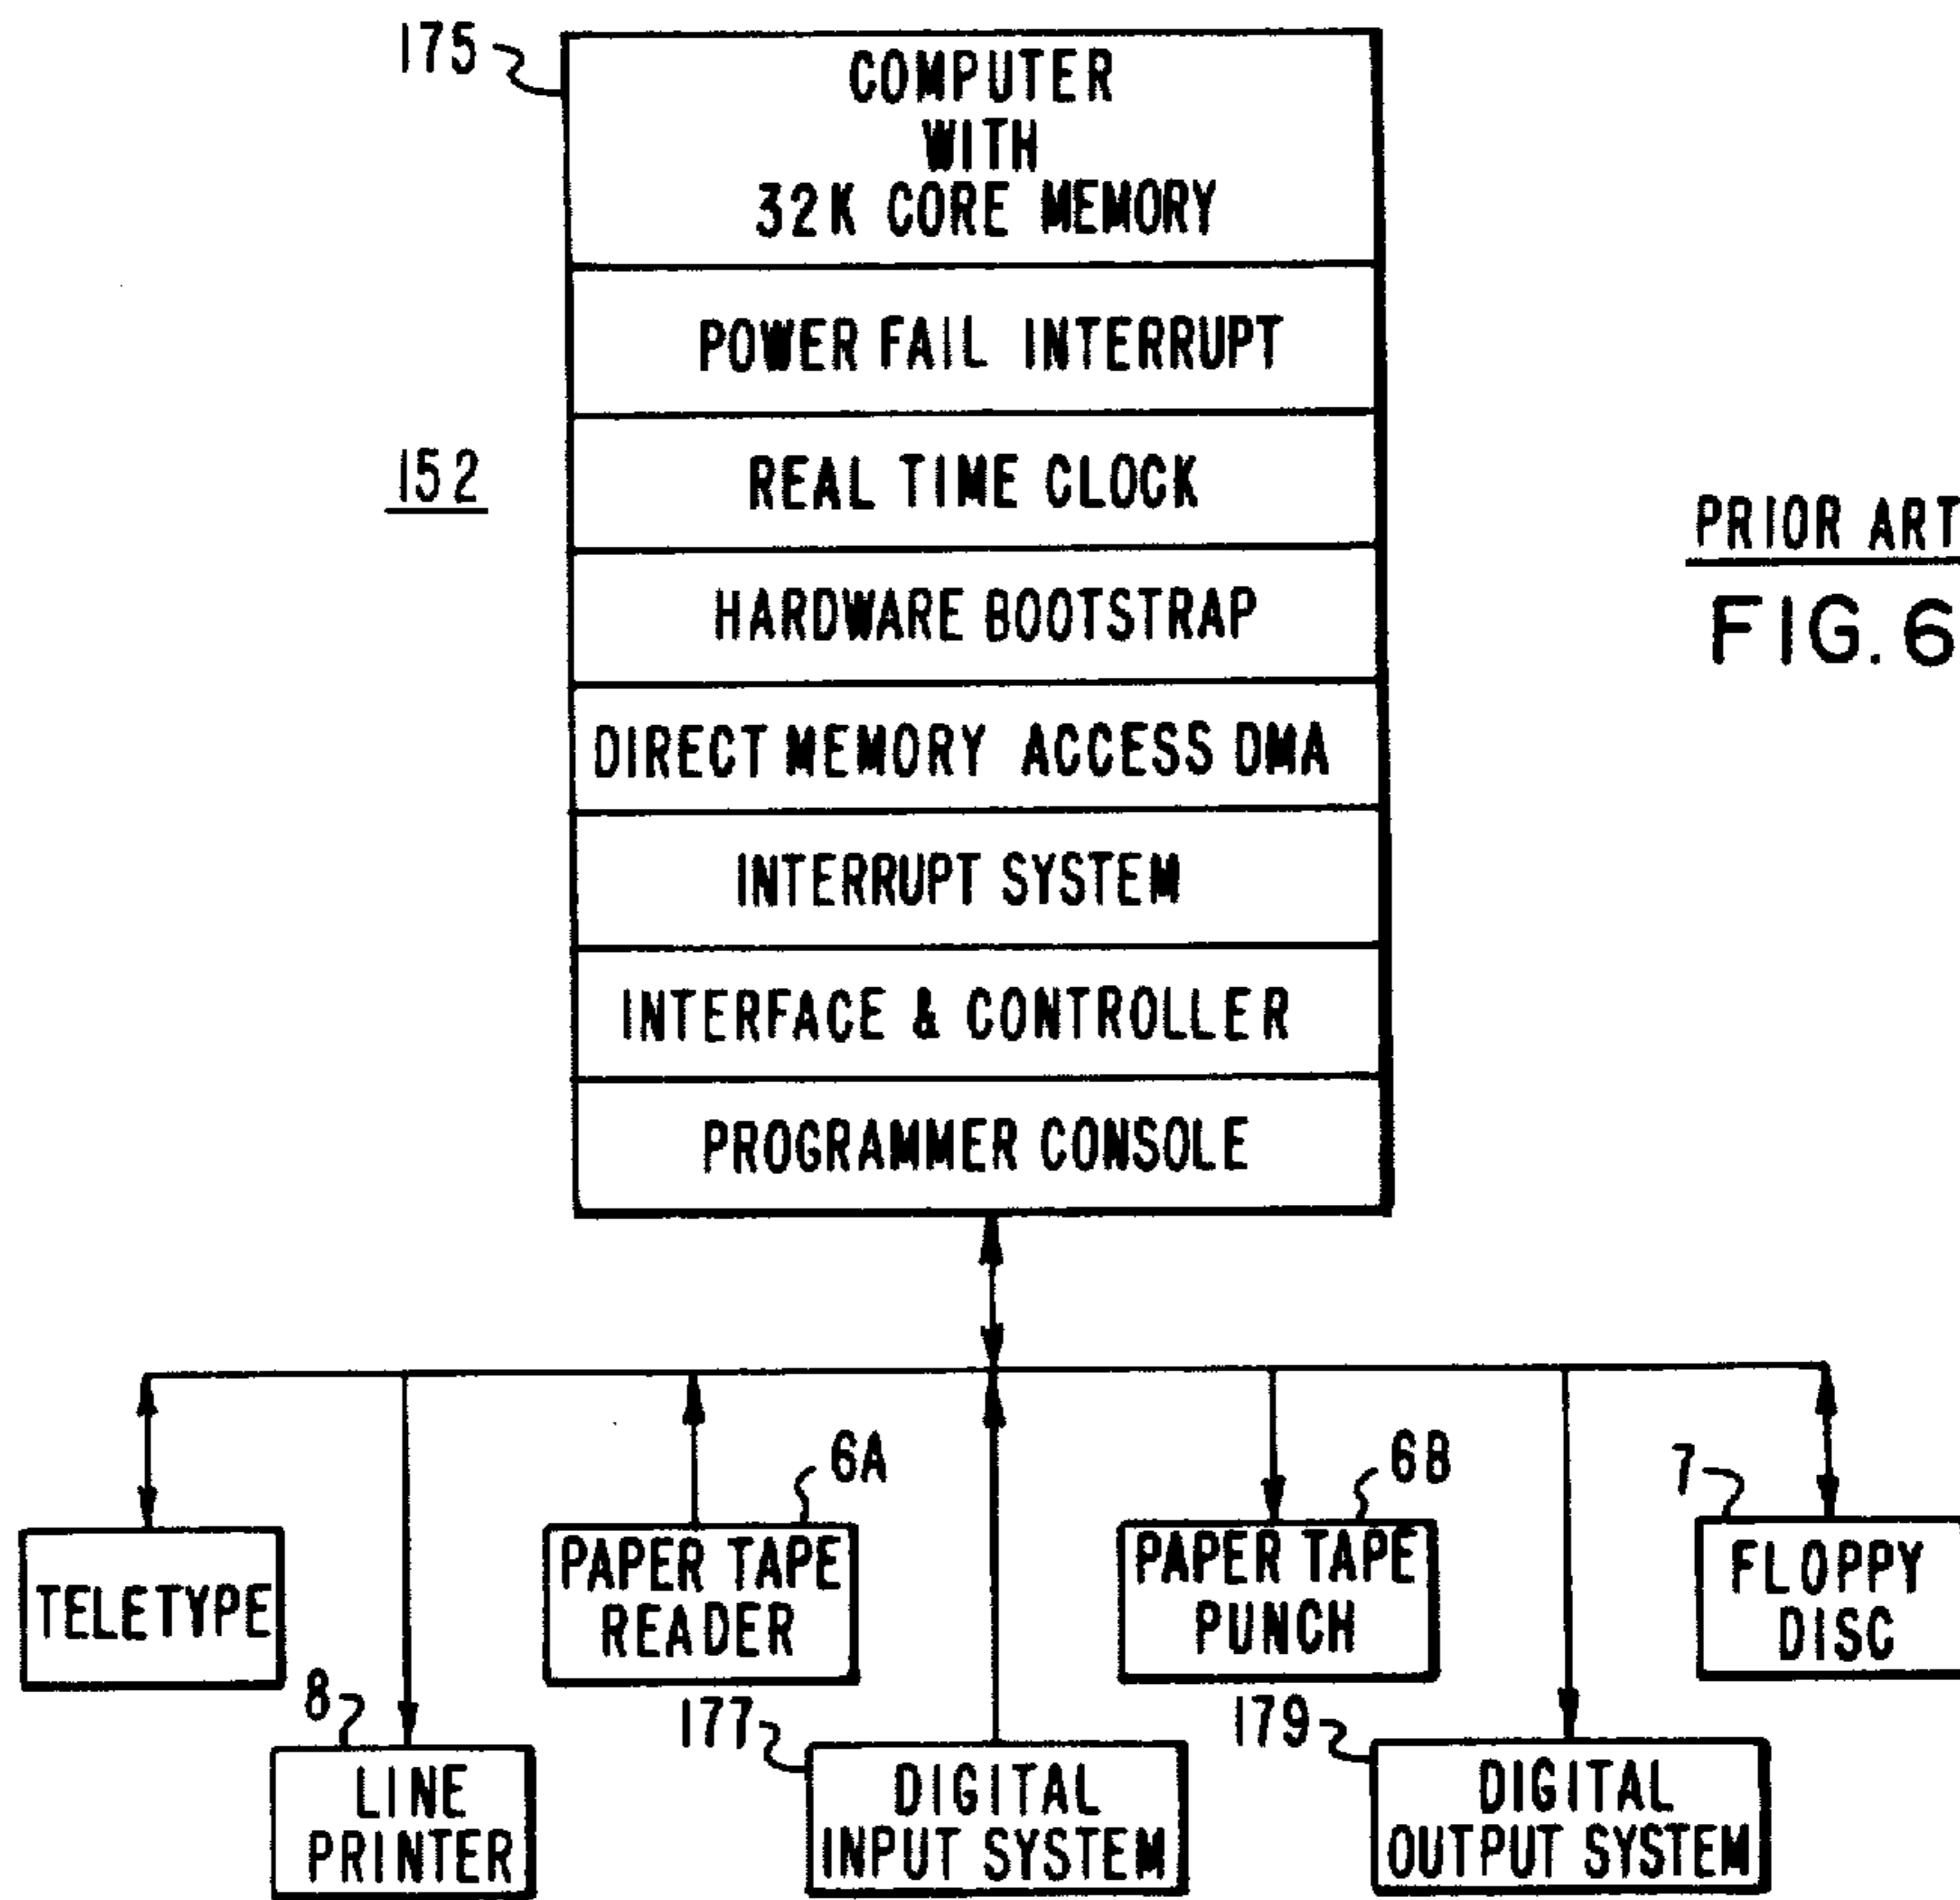 175
COMPUTER
WITH
32K CORE MEMORY
POWER FAIL INTERRUPT
152
REAL TIME CLOCK
PRIOR ART
FIG. 6
HARDWARE BOOTSTRAP
DIRECT MEMORY ACCESS DMA
INTERRUPT SYSTEM
INTERFACE & CONTROLLER
PROGRAMMER CONSOLE
6A
6B
7
TELETYPE
PAPER TAPE
READER
PAPER TAPE
PUNCH
FLOPPY
DISC
8
177
179
LINE
PRINTER
DIGITAL
INPUT SYSTEM
DIGITAL
OUTPUT SYSTEM